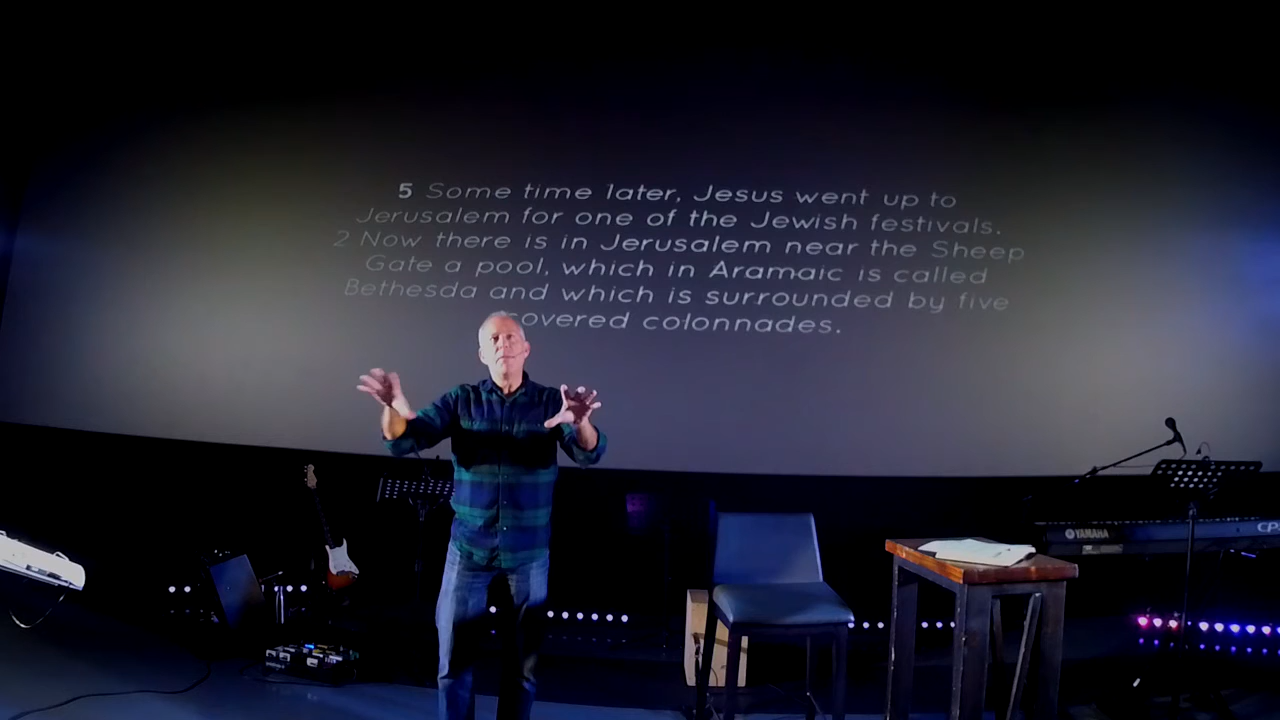 5 Some time later, Jesus went up to
Jerusalem for one of the Jewish festivals.
2 Now there is in Jerusalem near the Sheep
Gate a pool, which in Aramaic is called
Bethesda and which is surrounded by five
covered colonnades.
YAMAHA
CP